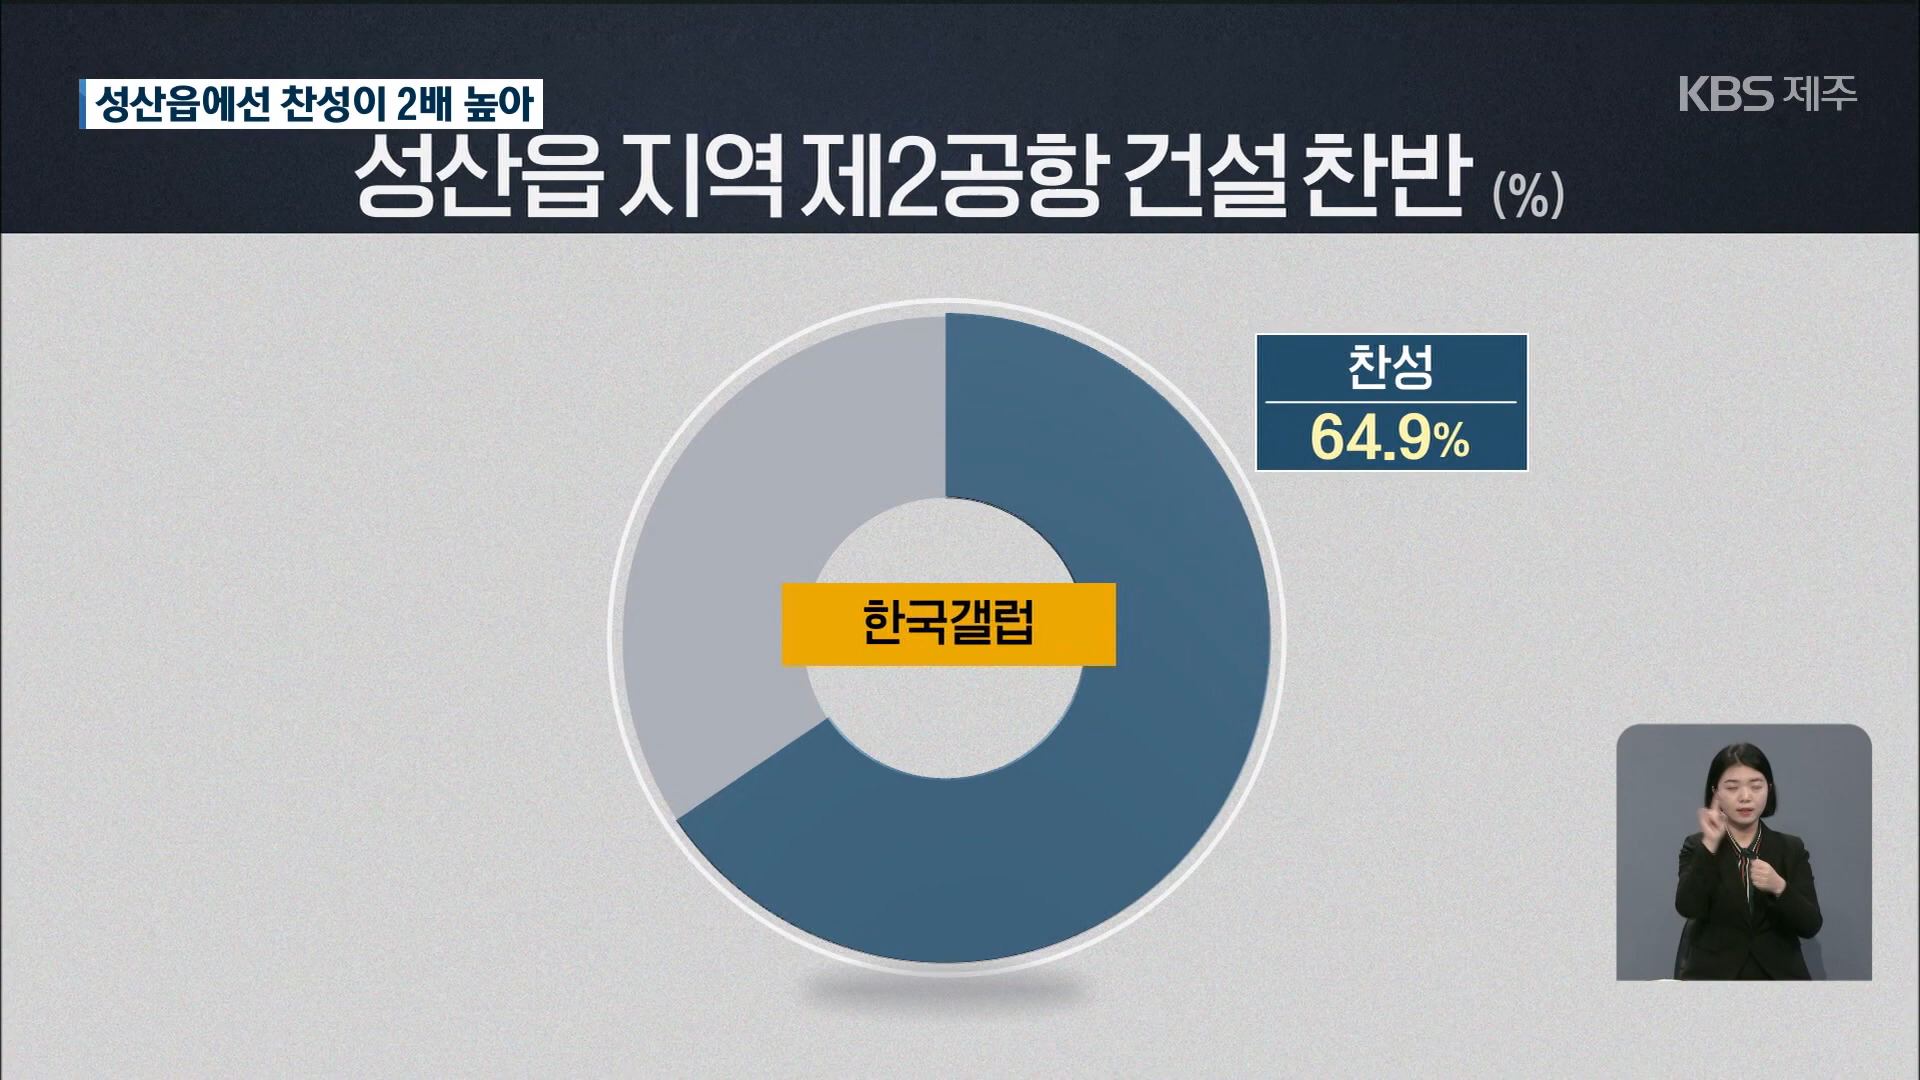 성산읍에선 찬성이 2배 높아
KBS 제주
성산읍 지역 제2공항 건설 찬반 (%)
찬성
64.9%
한국갤럽